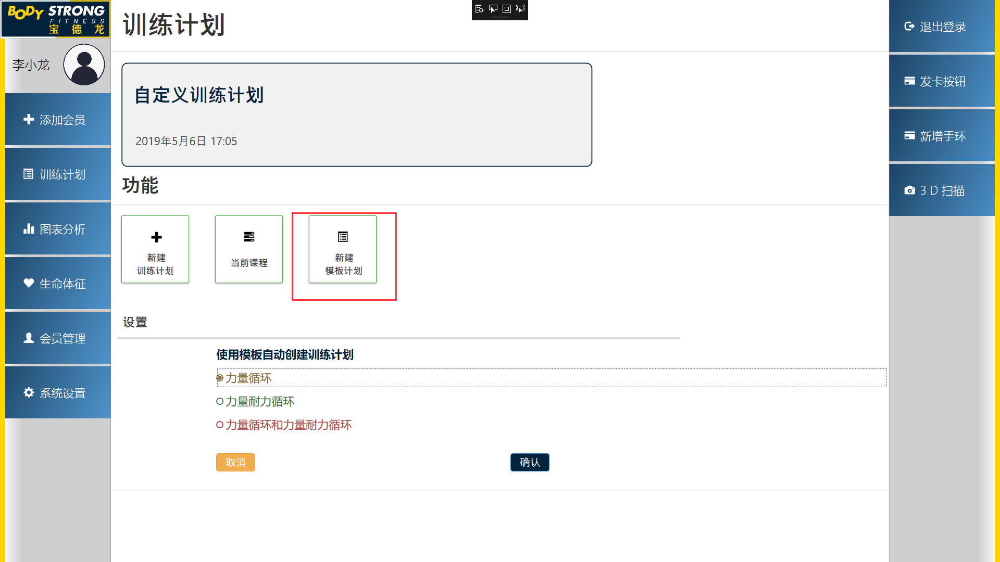 BODY STRONG
FITNESS
宝德龙
李小龙
添加会员
训练计划
图表分析
生命体征
会员管理
系统设置
训练计划
自定义训练计划
2019年5月6日 17:05
功能
新建
训练计划
当前课程
新建
模板计划
设置
使用模板自动创建训练计划
力量循环
力量耐力循环
力量循环和力量耐力循环
取消
确认
退出登录
发卡按钮
新增手环
3 D 扫描